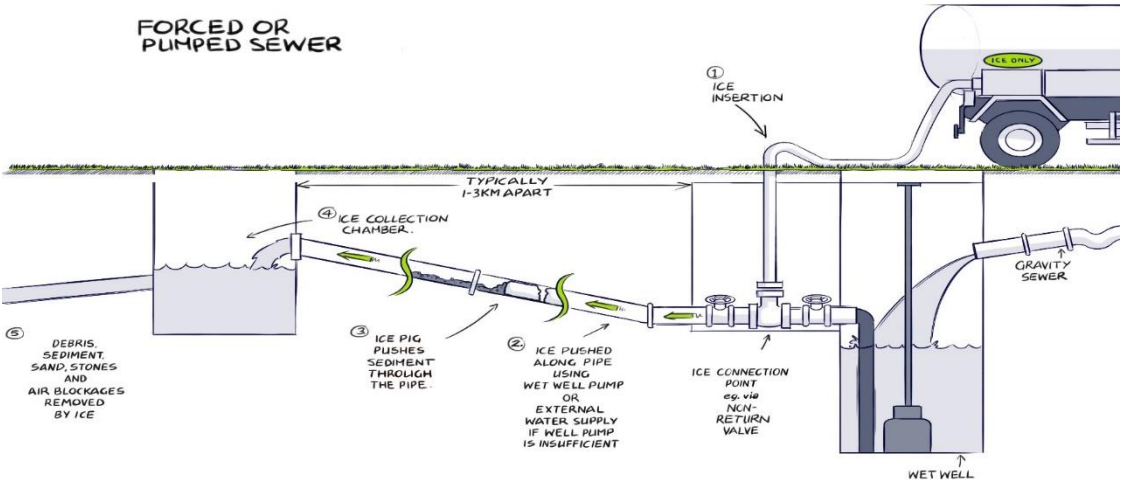 FORCED OR
PUMPED SEWER
ICE ONLY
①
ICE
INSERTION
TYPICALLY
1-3KM APART
④ ICE COLLECTION
CHAMBER.
GRAVITY
SEWER
⑤
DEBRIS,
SEDIMENT,
SAND, STONES
AND
AIR BLOCKAGES
REMOVED
BY ICE
③ ICE PIG
PUSHES
SEDIMENT
THROUGH
THE PIPE.
②. ICE PUSHED
ALONG PIPE
USING
WET WELL PUMP
OR
EXTERNAL
WATER SUPPLY
IF WELL PUMP
IS INSUFFICIENT
ICE CONNECTION
POINT
eg. via
NON-
RETURN
VALVE
WET WELL